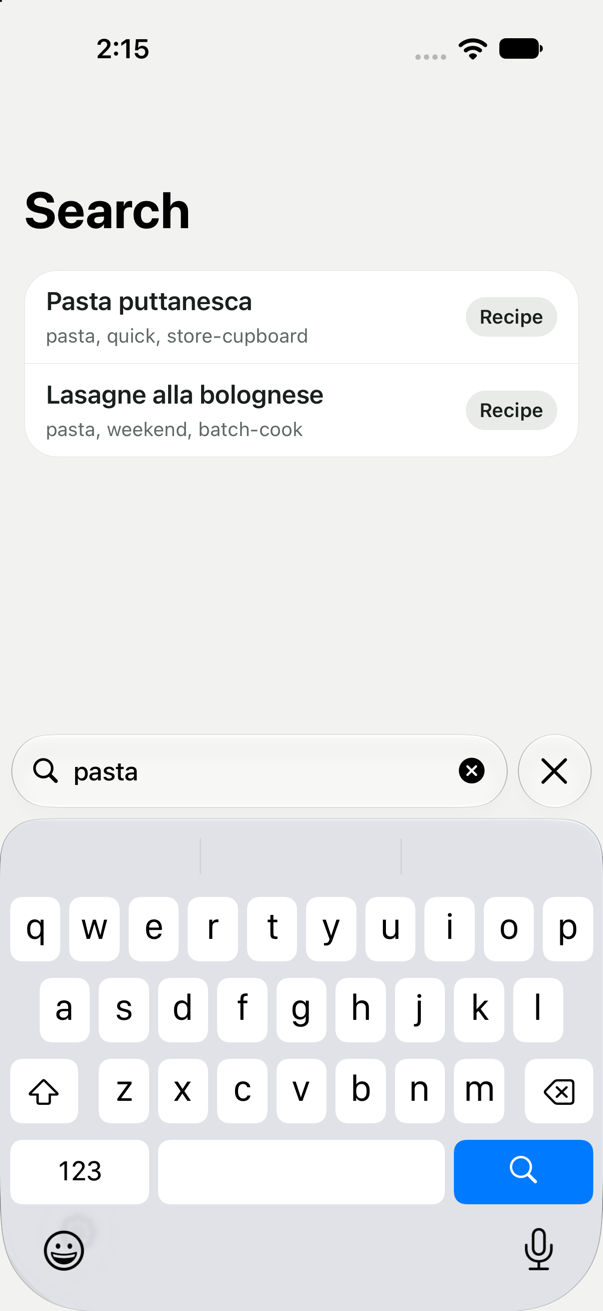 2:15
Search
Pasta puttanesca
pasta, quick, store-cupboard
Recipe
Lasagne alla bolognese
pasta, weekend, batch-cook
Recipe
pasta
q w e r t y u i o p
a s d f g h j k l
z x c v b n m
123